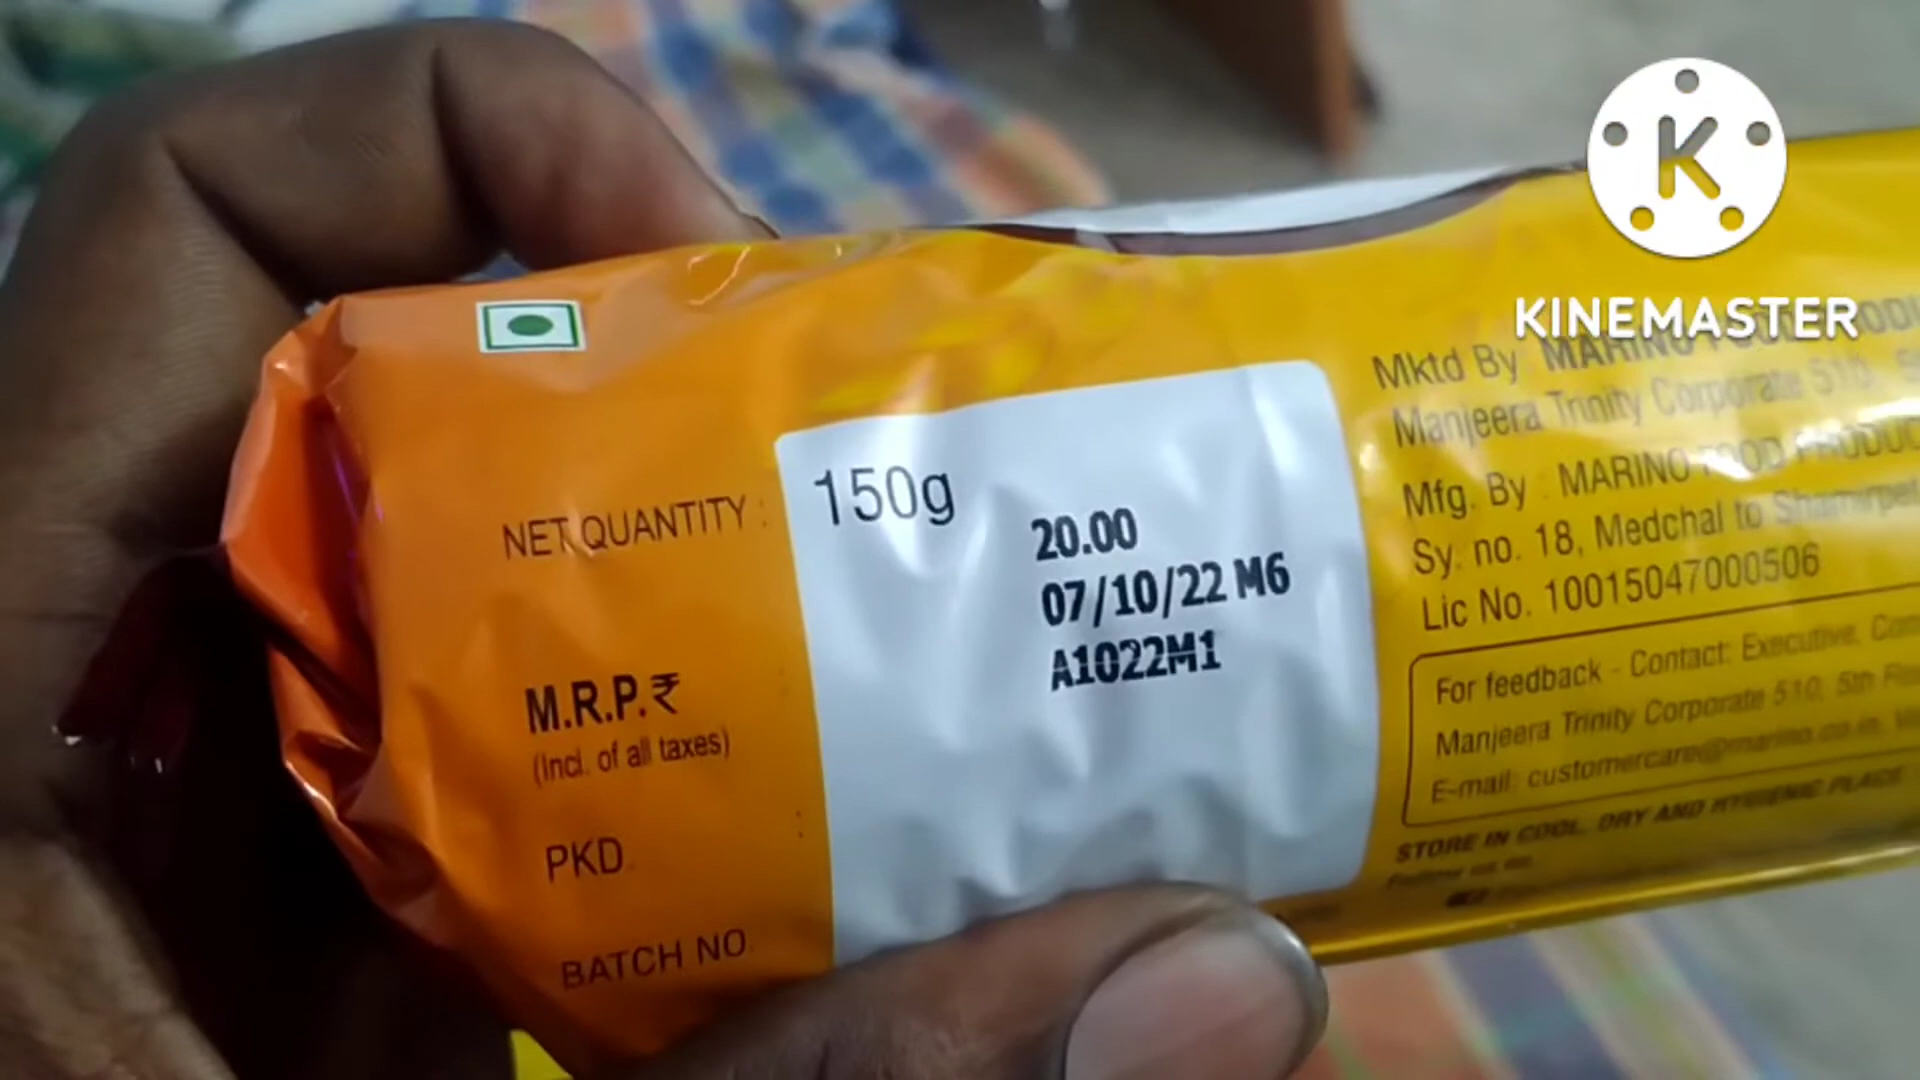 K
KINEMASTER
NET QUANTITY : 150g
M.R.P. ₹ 20.00
(Incl. of all taxes)
PKD : 07/10/22 M6
BATCH NO A1022M1
Mktd By: MARINO FOOD
Manjeera Trinity Corporate 510,
Mfg. By : MARINO FOOD PRODUC
Sy. no. 18, Medchal to Shamirpet
Lic No. 10015047000506
For feedback - Contact: Executive,
Manjeera Trinity Corporate 510, 5th
E-mail: customercare@marino.co.in,
STORE IN COOL, DRY AND HYGIENIC PLACE